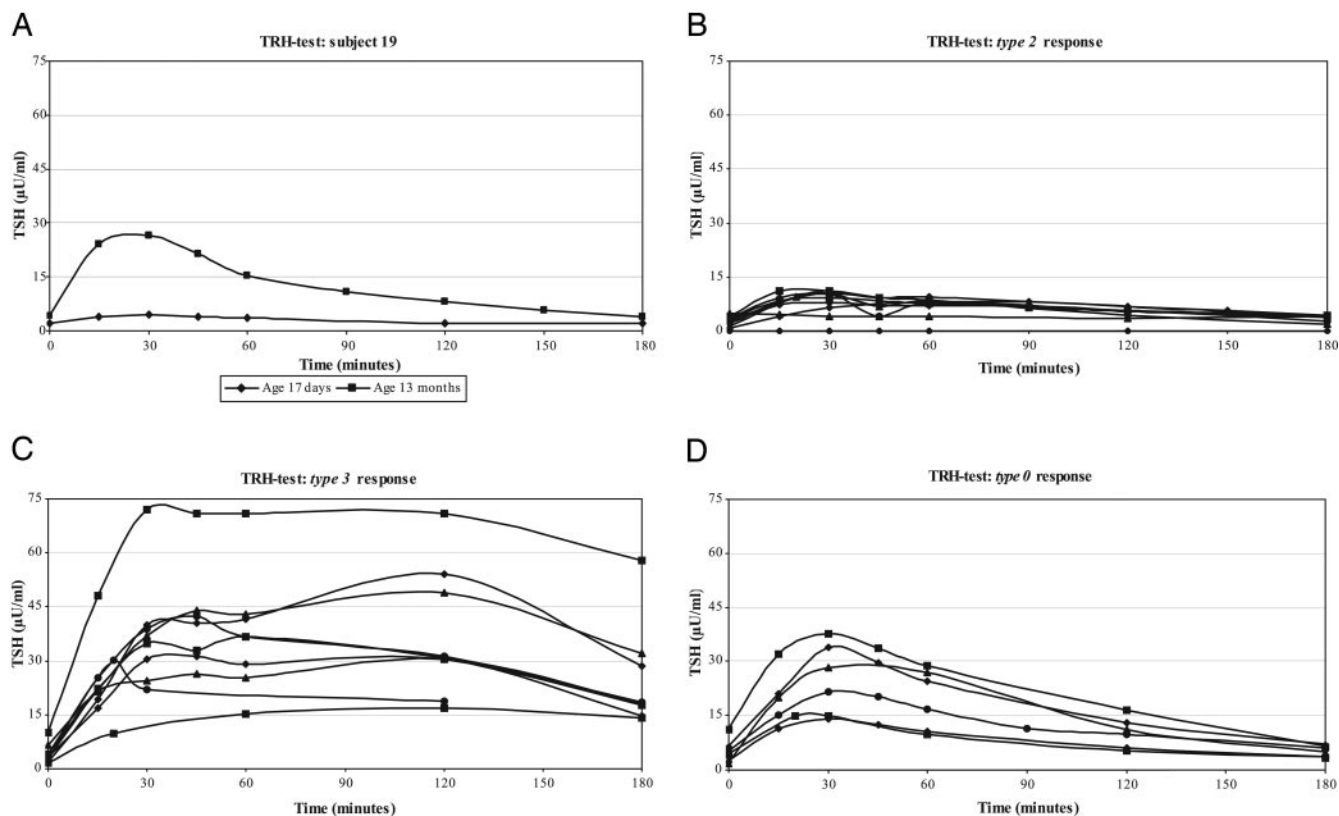 A
TRH-test: subject 19
75
60
45
30
15
0
TSH (µU/ml)
0 30 60 90 120 150 180
Time (minutes)
Age 17 days Age 13 months
B
TRH-test: type 2 response
75
60
45
30
15
0
TSH (µU/ml)
0 30 60 90 120 150 180
Time (minutes)
C
TRH-test: type 3 response
75
60
45
30
15
0
TSH (µU/ml)
0 30 60 90 120 150 180
Time (minutes)
D
TRH-test: type 0 response
75
60
45
30
15
0
TSH (µU/ml)
0 30 60 90 120 150 180
Time (minutes)